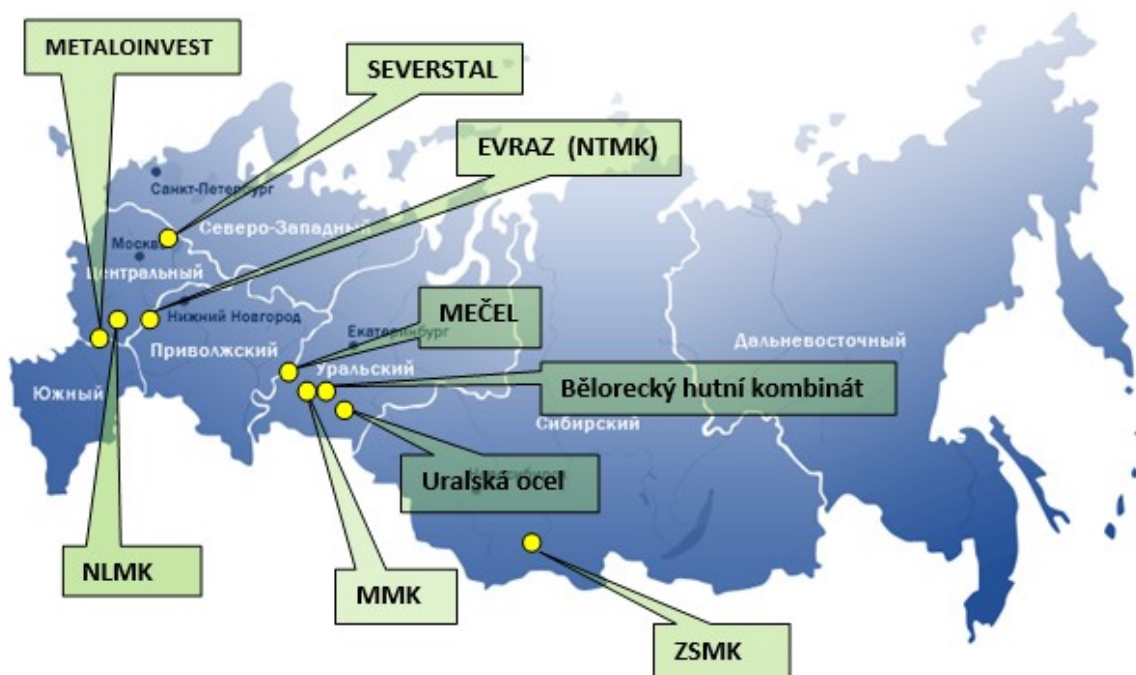 METALOINVEST
SEVERSTAL
EVRAZ (NTMK)
Санкт-Петербург
Северо-Западный
Москва
Центральный
Нижний Новгород
MEČEL
Екатеринбург
Приволжский
Уральский
Дальневосточный
Южный
Bělorecký hutní kombinát
Сибирский
Uralská ocel
Новосибирск
NLMK
MMK
ZSMK